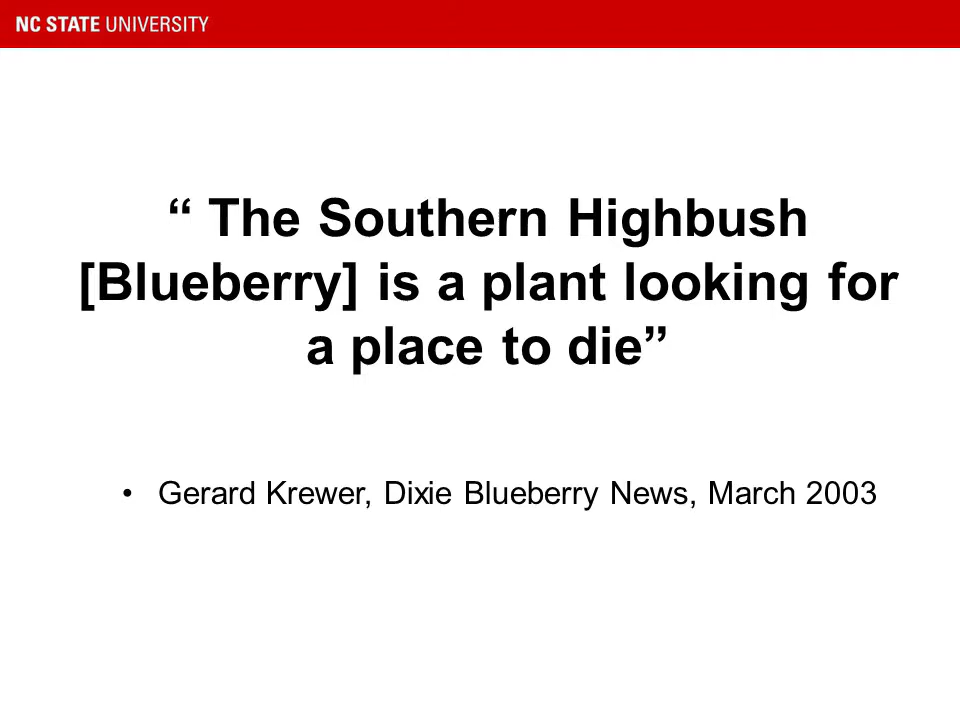 NC STATE UNIVERSITY
“ The Southern Highbush
[Blueberry] is a plant looking for
a place to die”
• Gerard Krewer, Dixie Blueberry News, March 2003